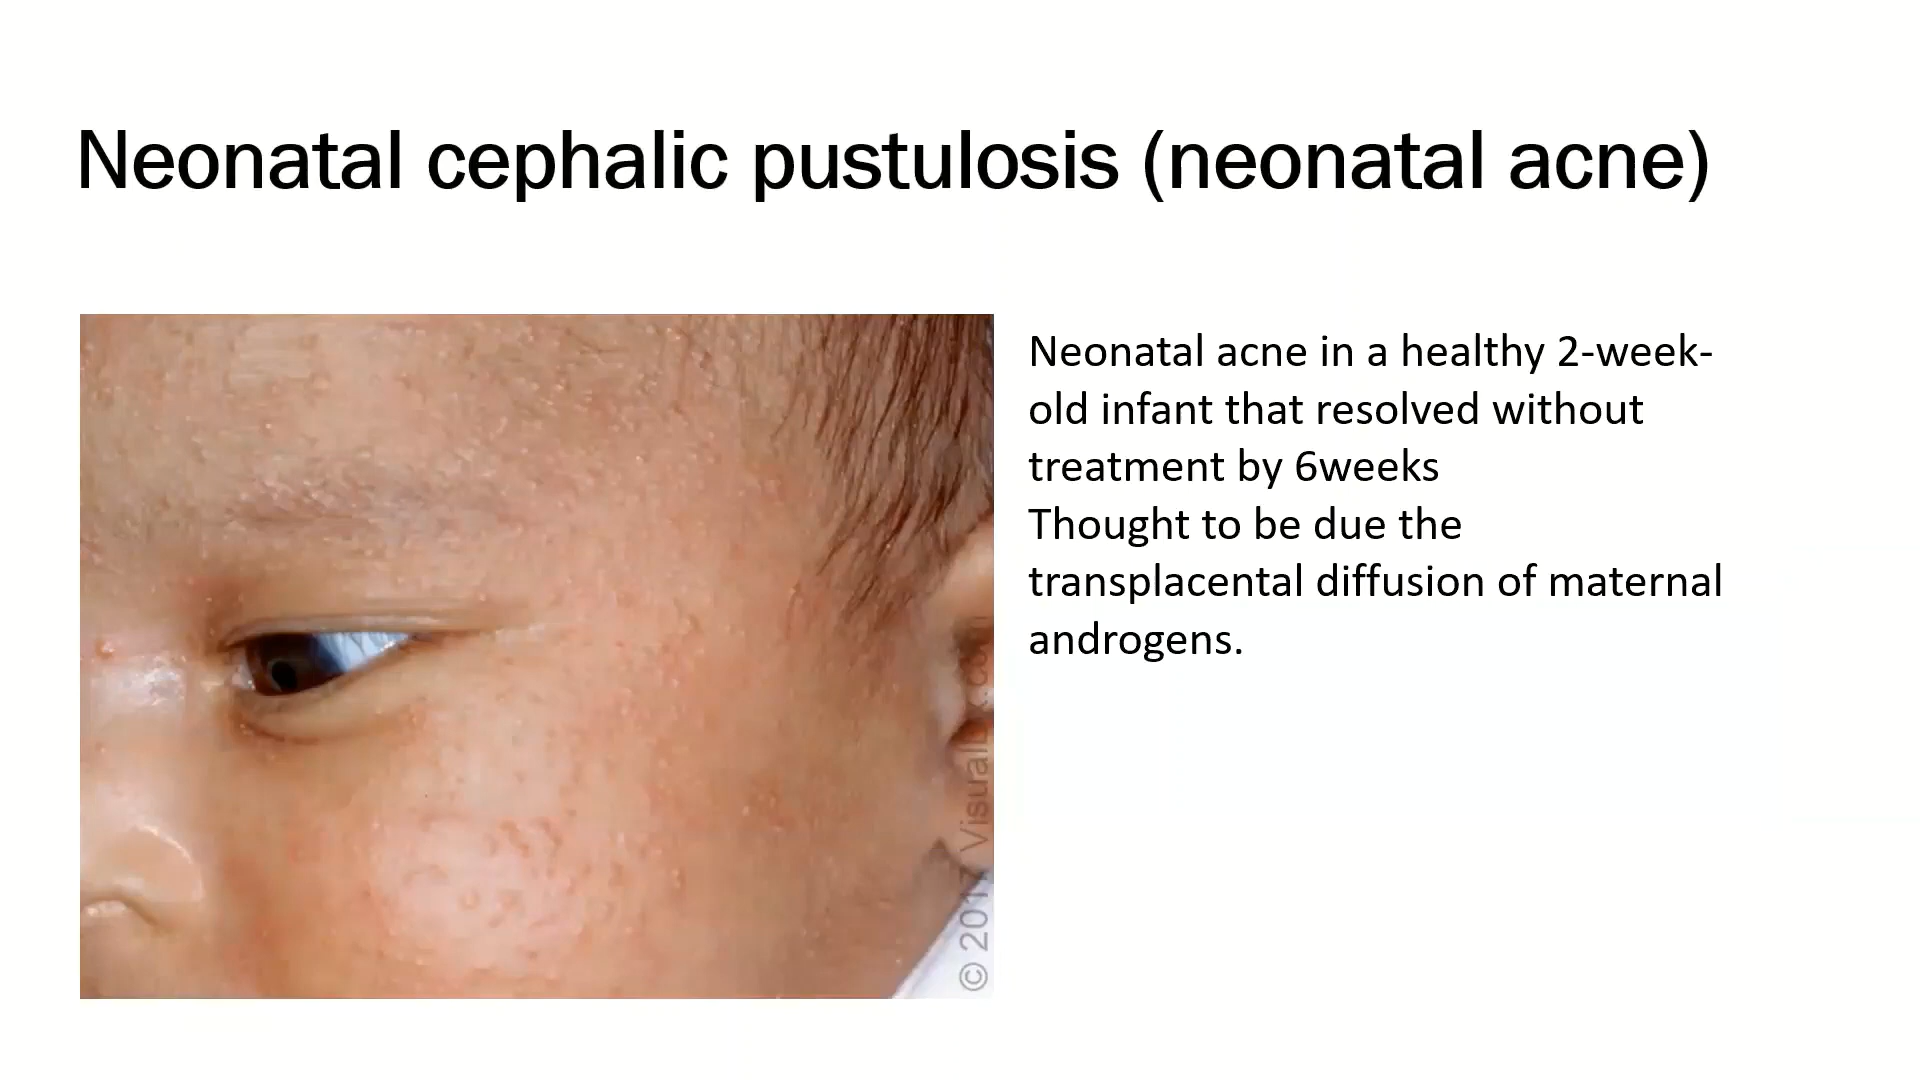 Neonatal cephalic pustulosis (neonatal acne)
Neonatal acne in a healthy 2-week-
old infant that resolved without
treatment by 6weeks
Thought to be due the
transplacental diffusion of maternal
androgens.
© 2017